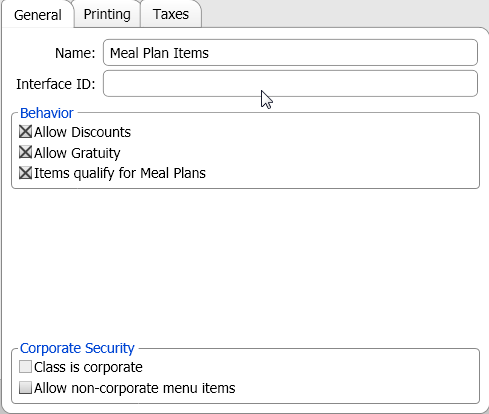 General Printing Taxes
Name: Meal Plan Items
Interface ID:
Behavior
Allow Discounts
Allow Gratuity
Items qualify for Meal Plans
Corporate Security
Class is corporate
Allow non-corporate menu items